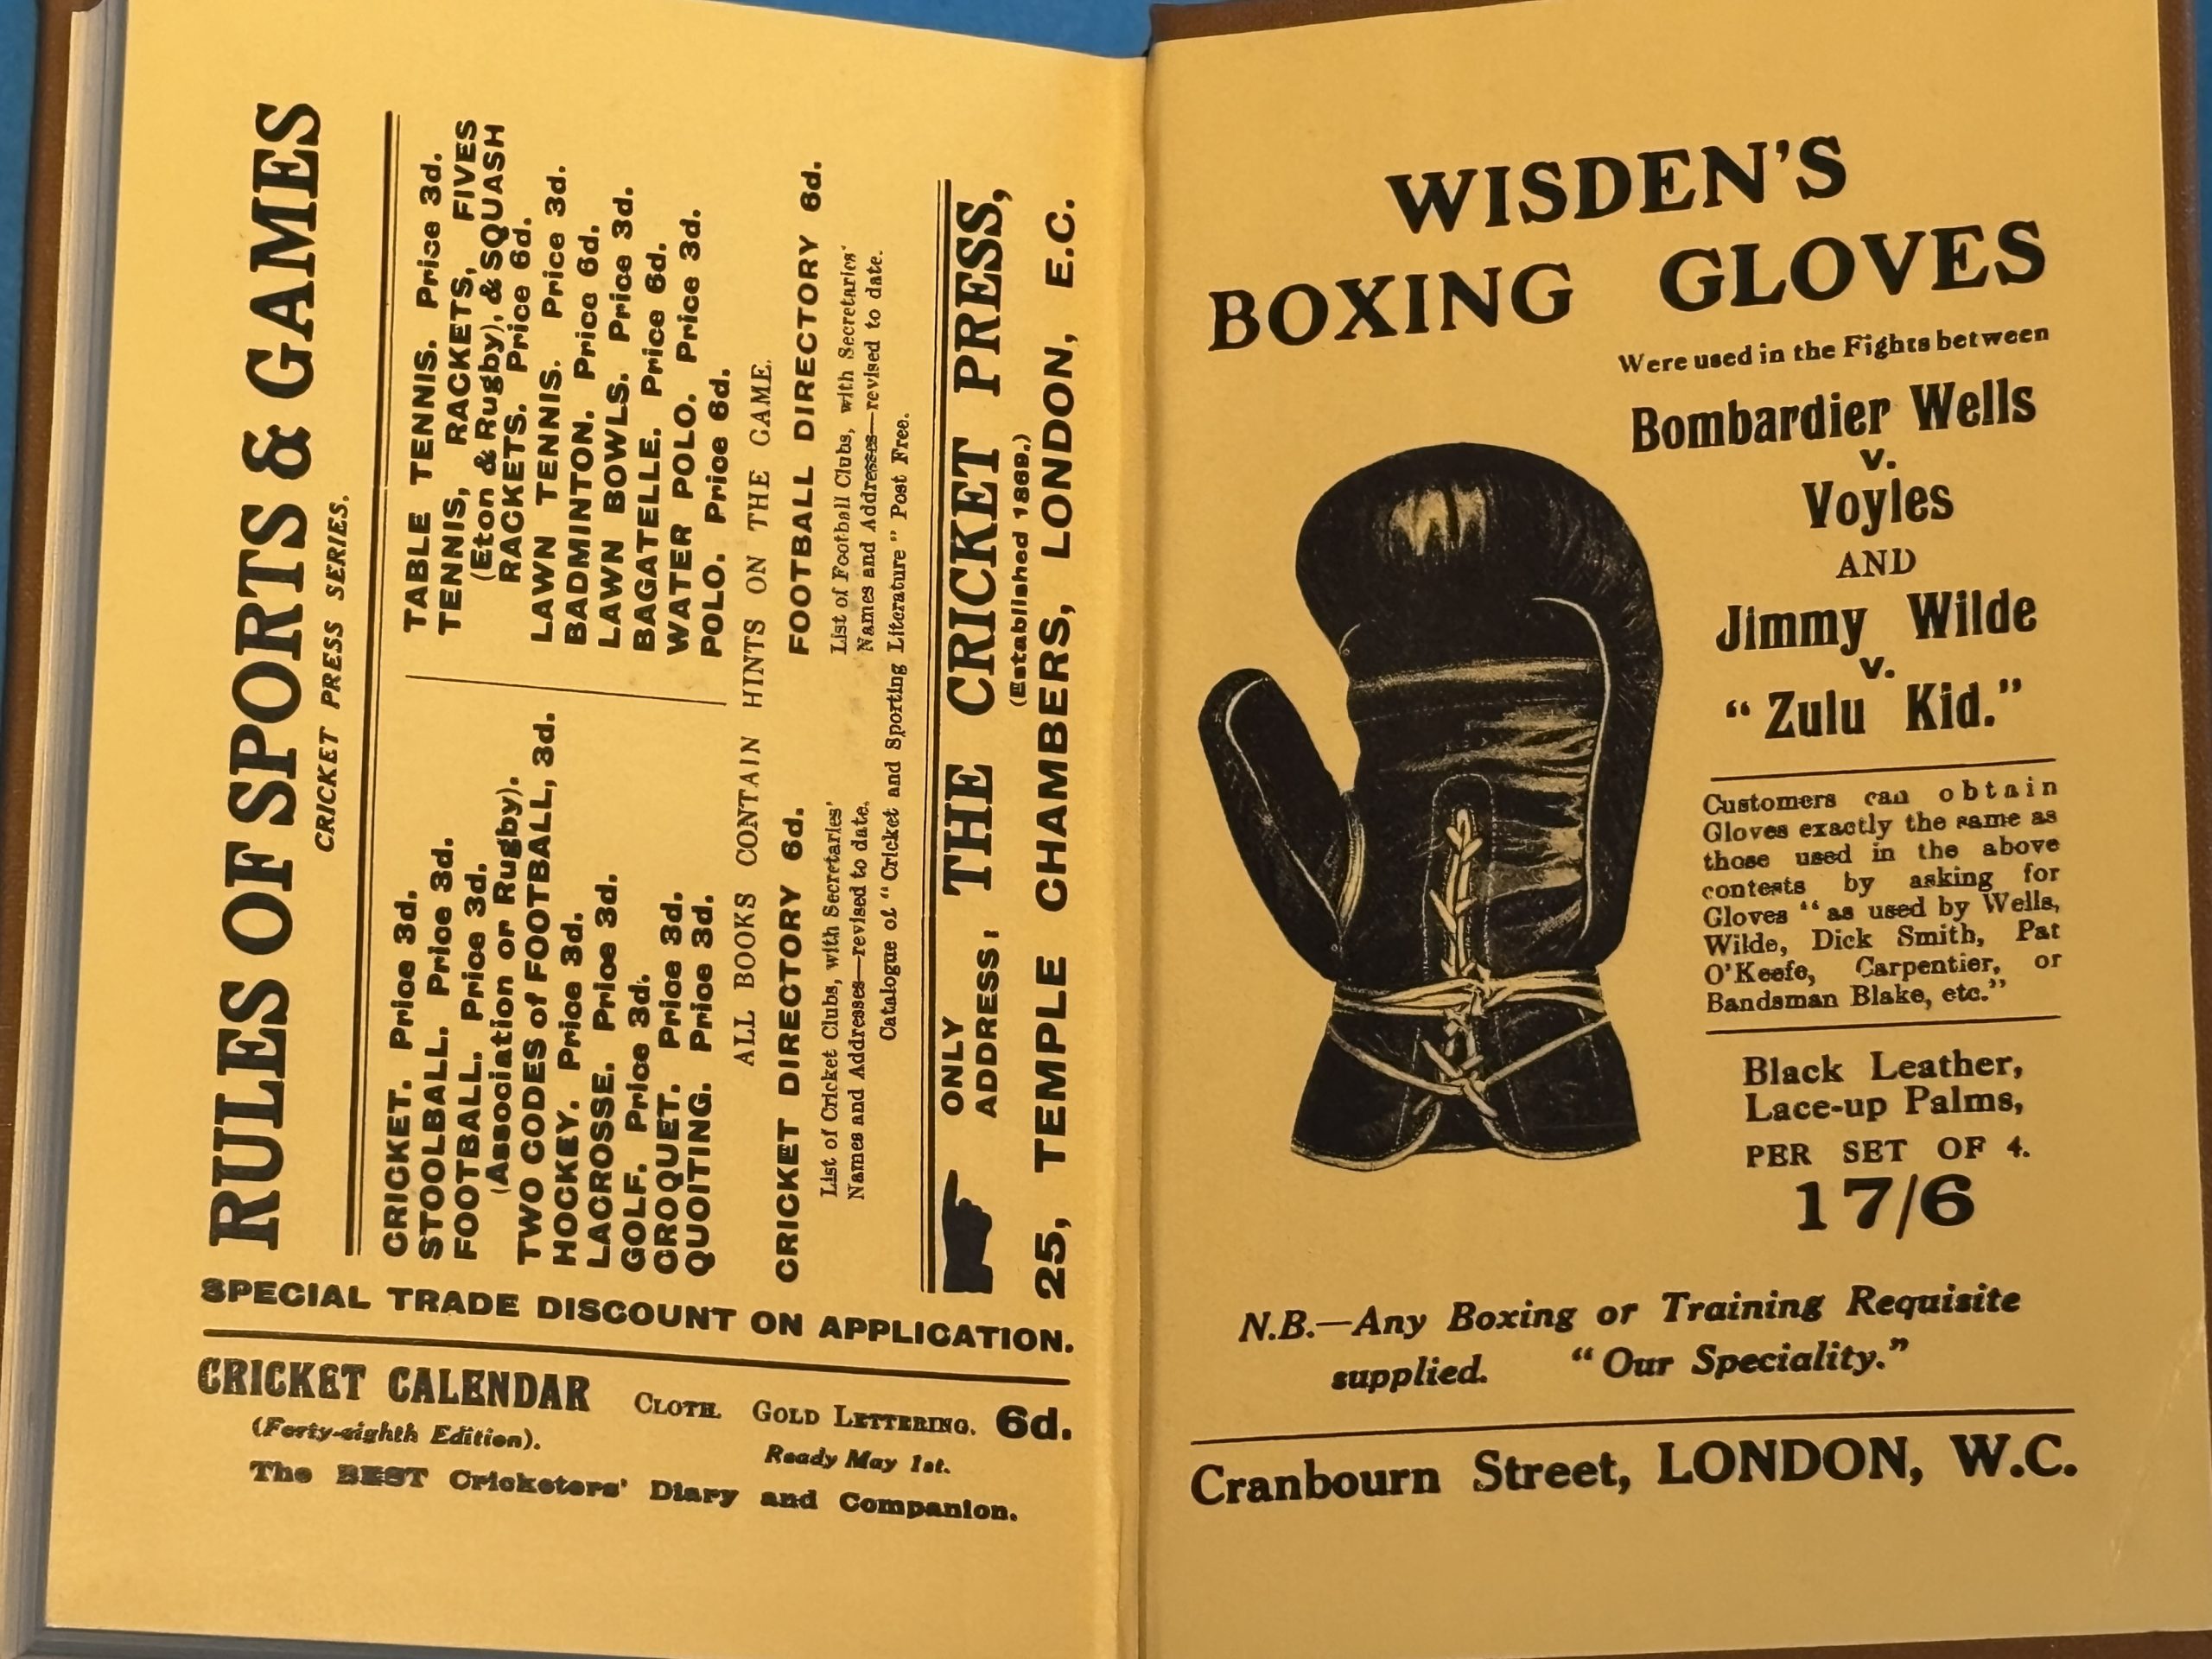 RULES OF SPORTS & GAMES
CRICKET PRESS SERIES.
CRICKET. Price 3d.
STOOLBALL. Price 3d.
FOOTBALL. Price 3d.
(Association or Rugby).
TWO CODES of FOOTBALL, 3d.
HOCKEY. Price 3d.
LACROSSE. Price 3d.
GOLF. Price 3d.
CROQUET. Price 3d.
QUOITING. Price 3d.
TABLE TENNIS. Price 3d.
TENNIS, RACKETS, FIVES
(Eton & Rugby), & SQUASH
RACKETS. Price 6d.
LAWN TENNIS. Price 3d.
BADMINTON. Price 6d.
LAWN BOWLS. Price 3d.
BAGATELLE. Price 6d.
WATER POLO. Price 3d.
POLO. Price 6d.
ALL BOOKS CONTAIN HINTS ON THE GAME.
CRICKET DIRECTORY 6d.
List of Cricket Clubs, with Secretaries'
Names and Addresses—revised to date.
FOOTBALL DIRECTORY 6d.
List of Football Clubs, with Secretaries'
Names and Addresses—revised to date.
Catalogue of "Cricket and Sporting Literature" Post Free.
ONLY
ADDRESS: THE CRICKET PRESS,
(Established 1869.)
25, TEMPLE CHAMBERS, LONDON, E.C.
SPECIAL TRADE DISCOUNT ON APPLICATION.
CRICKET CALENDAR CLOTH. GOLD LETTERING. 6d.
(Forty-eighth Edition). Ready May 1st.
The BEST Cricketers' Diary and Companion.
WISDEN'S
BOXING GLOVES
Were used in the Fights between
Bombardier Wells
v.
Voyles
AND
Jimmy Wilde
v.
"Zulu Kid."
Customers can obtain
Gloves exactly the same as
those used in the above
contests by asking for
Gloves "as used by Wells,
Wilde, Dick Smith, Pat
O'Keefe, Carpentier, or
Bandsman Blake, etc."
Black Leather,
Lace-up Palms,
PER SET OF 4.
17/6
N.B.—Any Boxing or Training Requisite
supplied. "Our Speciality."
Cranbourn Street, LONDON, W.C.